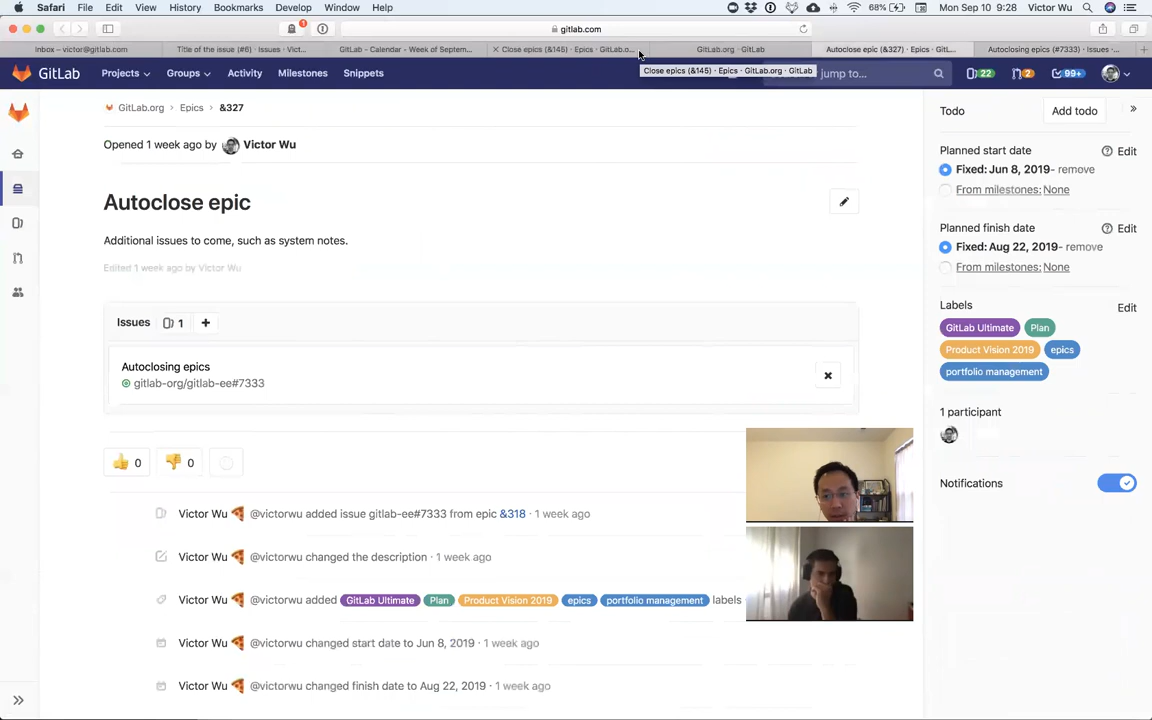 Safari File Edit View History Bookmarks Develop Window Help 68% Mon Sep 10 9:28 Victor Wu
gitlab.com
Inbox – victor@gitlab.com Title of the issue (#6) · Issues · Vict... GitLab - Calendar - Week of Septem... Close epics (&145) · Epics · GitLab.o... GitLab.org · GitLab Autoclose epic (&327) · Epics · GitL... Autoclosing epics (#7333) · Issues ·...
Close epics (&145) · Epics · GitLab.org · GitLab
GitLab Projects Groups Activity Milestones Snippets jump to... 22 2 99+
GitLab.org › Epics › &327
Opened 1 week ago by Victor Wu
Autoclose epic
Additional issues to come, such as system notes.
Edited 1 week ago by Victor Wu
Issues 1 +
Autoclosing epics
gitlab-org/gitlab-ee#7333
👍 0 👎 0
Victor Wu 🍕 @victorwu added issue gitlab-ee#7333 from epic &318 · 1 week ago
Victor Wu 🍕 @victorwu changed the description · 1 week ago
Victor Wu 🍕 @victorwu added GitLab Ultimate Plan Product Vision 2019 epics portfolio management labels
Victor Wu 🍕 @victorwu changed start date to Jun 8, 2019 · 1 week ago
Victor Wu 🍕 @victorwu changed finish date to Aug 22, 2019 · 1 week ago
Todo Add todo »
Planned start date Edit
Fixed: Jun 8, 2019- remove
From milestones: None
Planned finish date Edit
Fixed: Aug 22, 2019- remove
From milestones: None
Labels Edit
GitLab Ultimate Plan
Product Vision 2019 epics
portfolio management
1 participant
Notifications